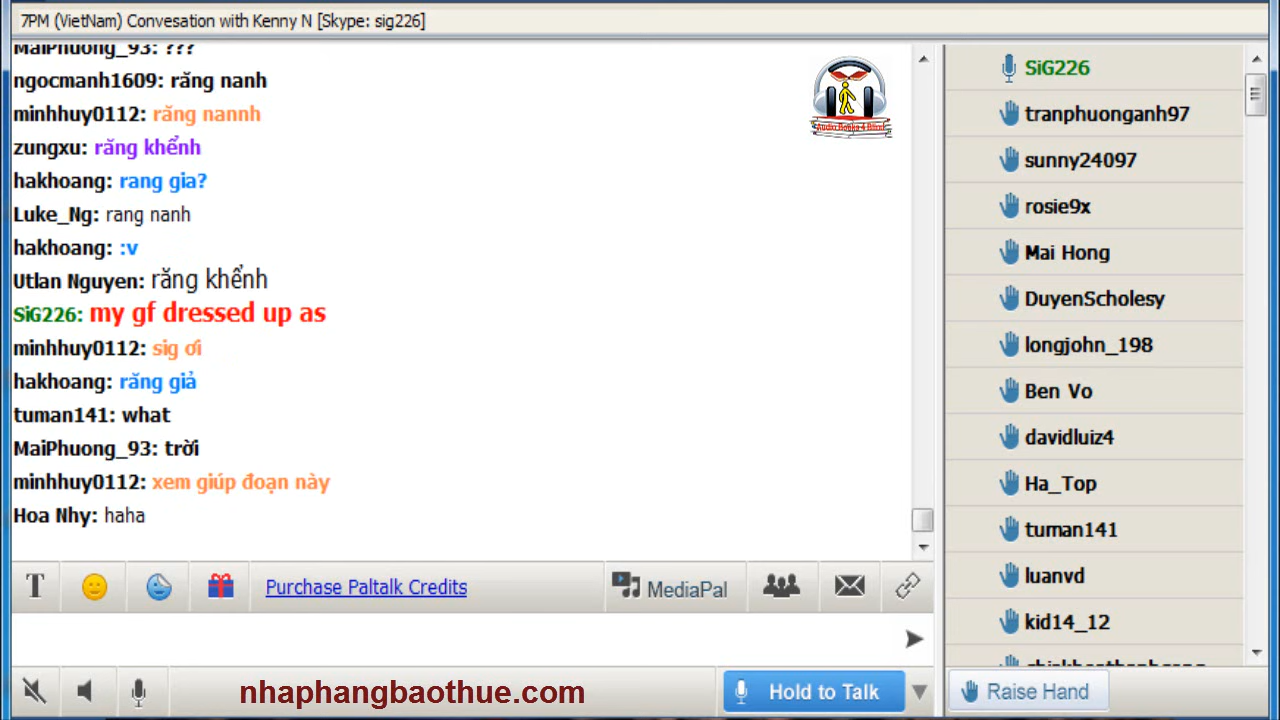 7PM (VietNam) Convesation with Kenny N [Skype: sig226]
MaiPhuong_93: ???
ngocmanh1609: răng nanh
minhhuy0112: răng nannh
zungxu: răng khểnh
hakhoang: rang gia?
Luke_Ng: rang nanh
hakhoang: :v
Utlan Nguyen: răng khểnh
SiG226: my gf dressed up as
minhhuy0112: sig ơi
hakhoang: răng giả
tuman141: what
MaiPhuong_93: trời
minhhuy0112: xem giúp đoạn này
Hoa Nhy: haha
T
Purchase Paltalk Credits
MediaPal
nhaphangbaothue.com
Hold to Talk
SiG226
tranphuonganh97
sunny24097
rosie9x
Mai Hong
DuyenScholesy
longjohn_198
Ben Vo
davidluiz4
Ha_Top
tuman141
luanvd
kid14_12
Raise Hand